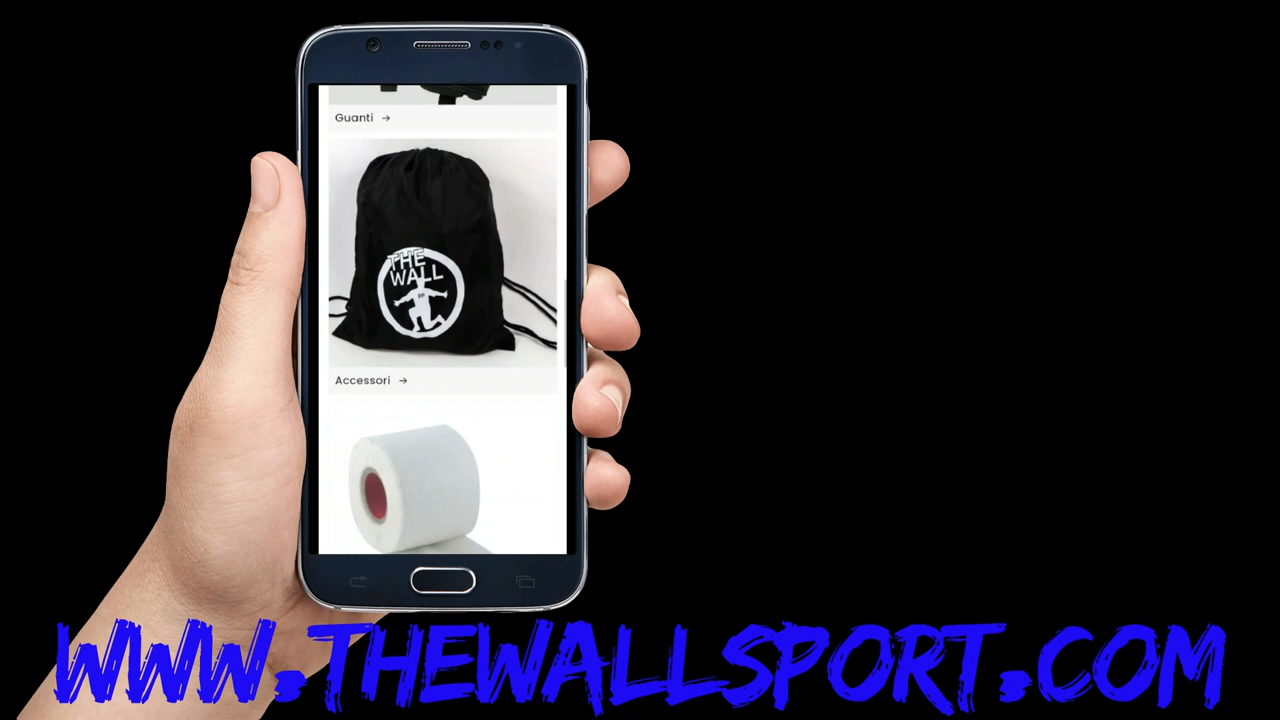 Guanti →
THE
WALL
Accessori →
WWW.THEWALLSPORT.COM